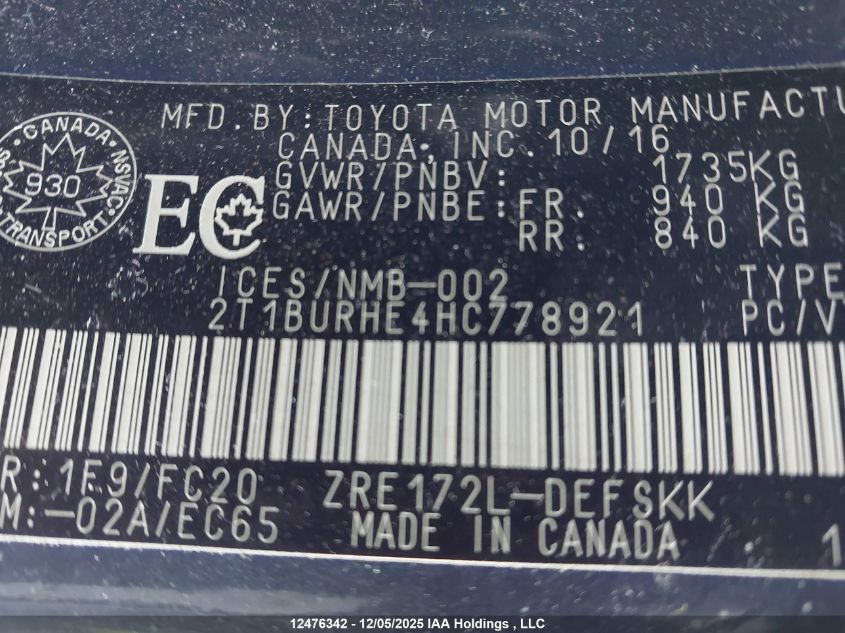 MFD. BY: TOYOTA MOTOR MANUFACTU
CANADA, INC. 10/16
GVWR/PNBV: 1735KG
GAWR/PNBE: FR. 940 KG
RR: 840 KG
CANADA
930
NSVAC
TRANSPORT
EC
ICES/NMB-002 TYPE
2T1BURHE4HC778921 PC/V
R: 1F9/FC20 ZRE172L-DEFSKK
M:-02A/EC65 MADE IN CANADA 1
12476342 - 12/05/2025 IAA Holdings , LLC